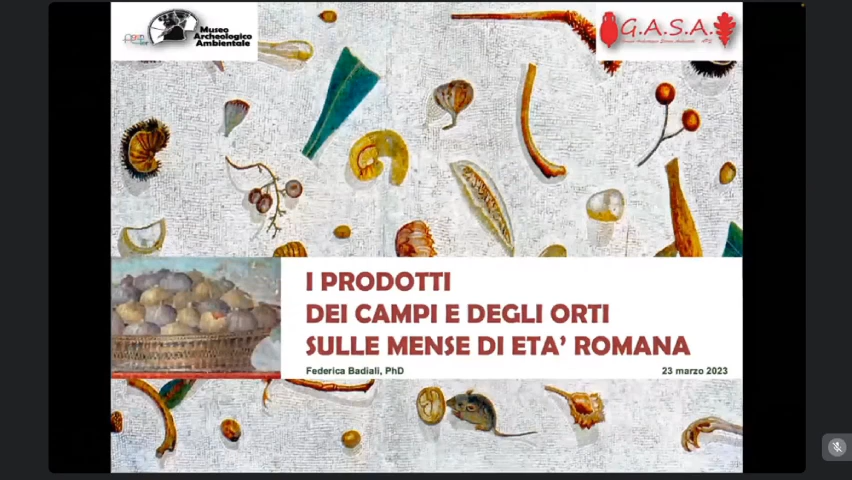 Museo
Archeologico
Ambientale
G.A.S.A.
I PRODOTTI
DEI CAMPI E DEGLI ORTI
SULLE MENSE DI ETA' ROMANA
Federica Badiali, PhD
23 marzo 2023